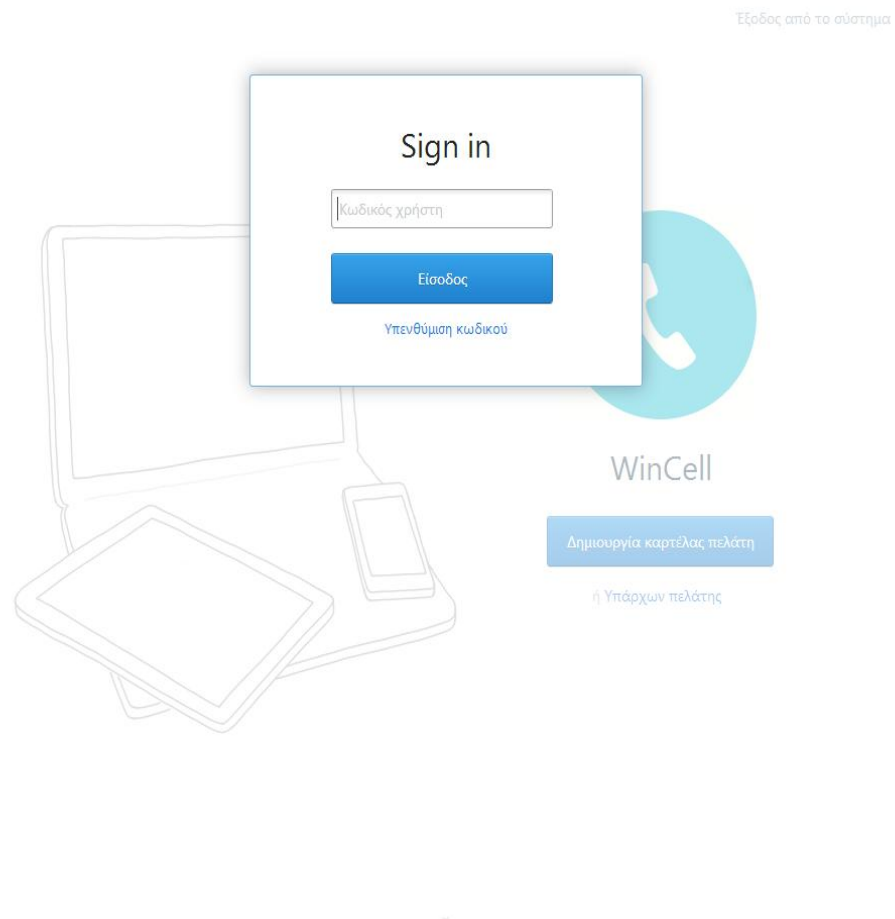 Έξοδος από το σύστημα
Sign in
Κωδικός χρήστη
Είσοδος
Υπενθύμιση κωδικού
WinCell
Δημιουργία καρτέλας πελάτη
ή Υπάρχων πελάτης